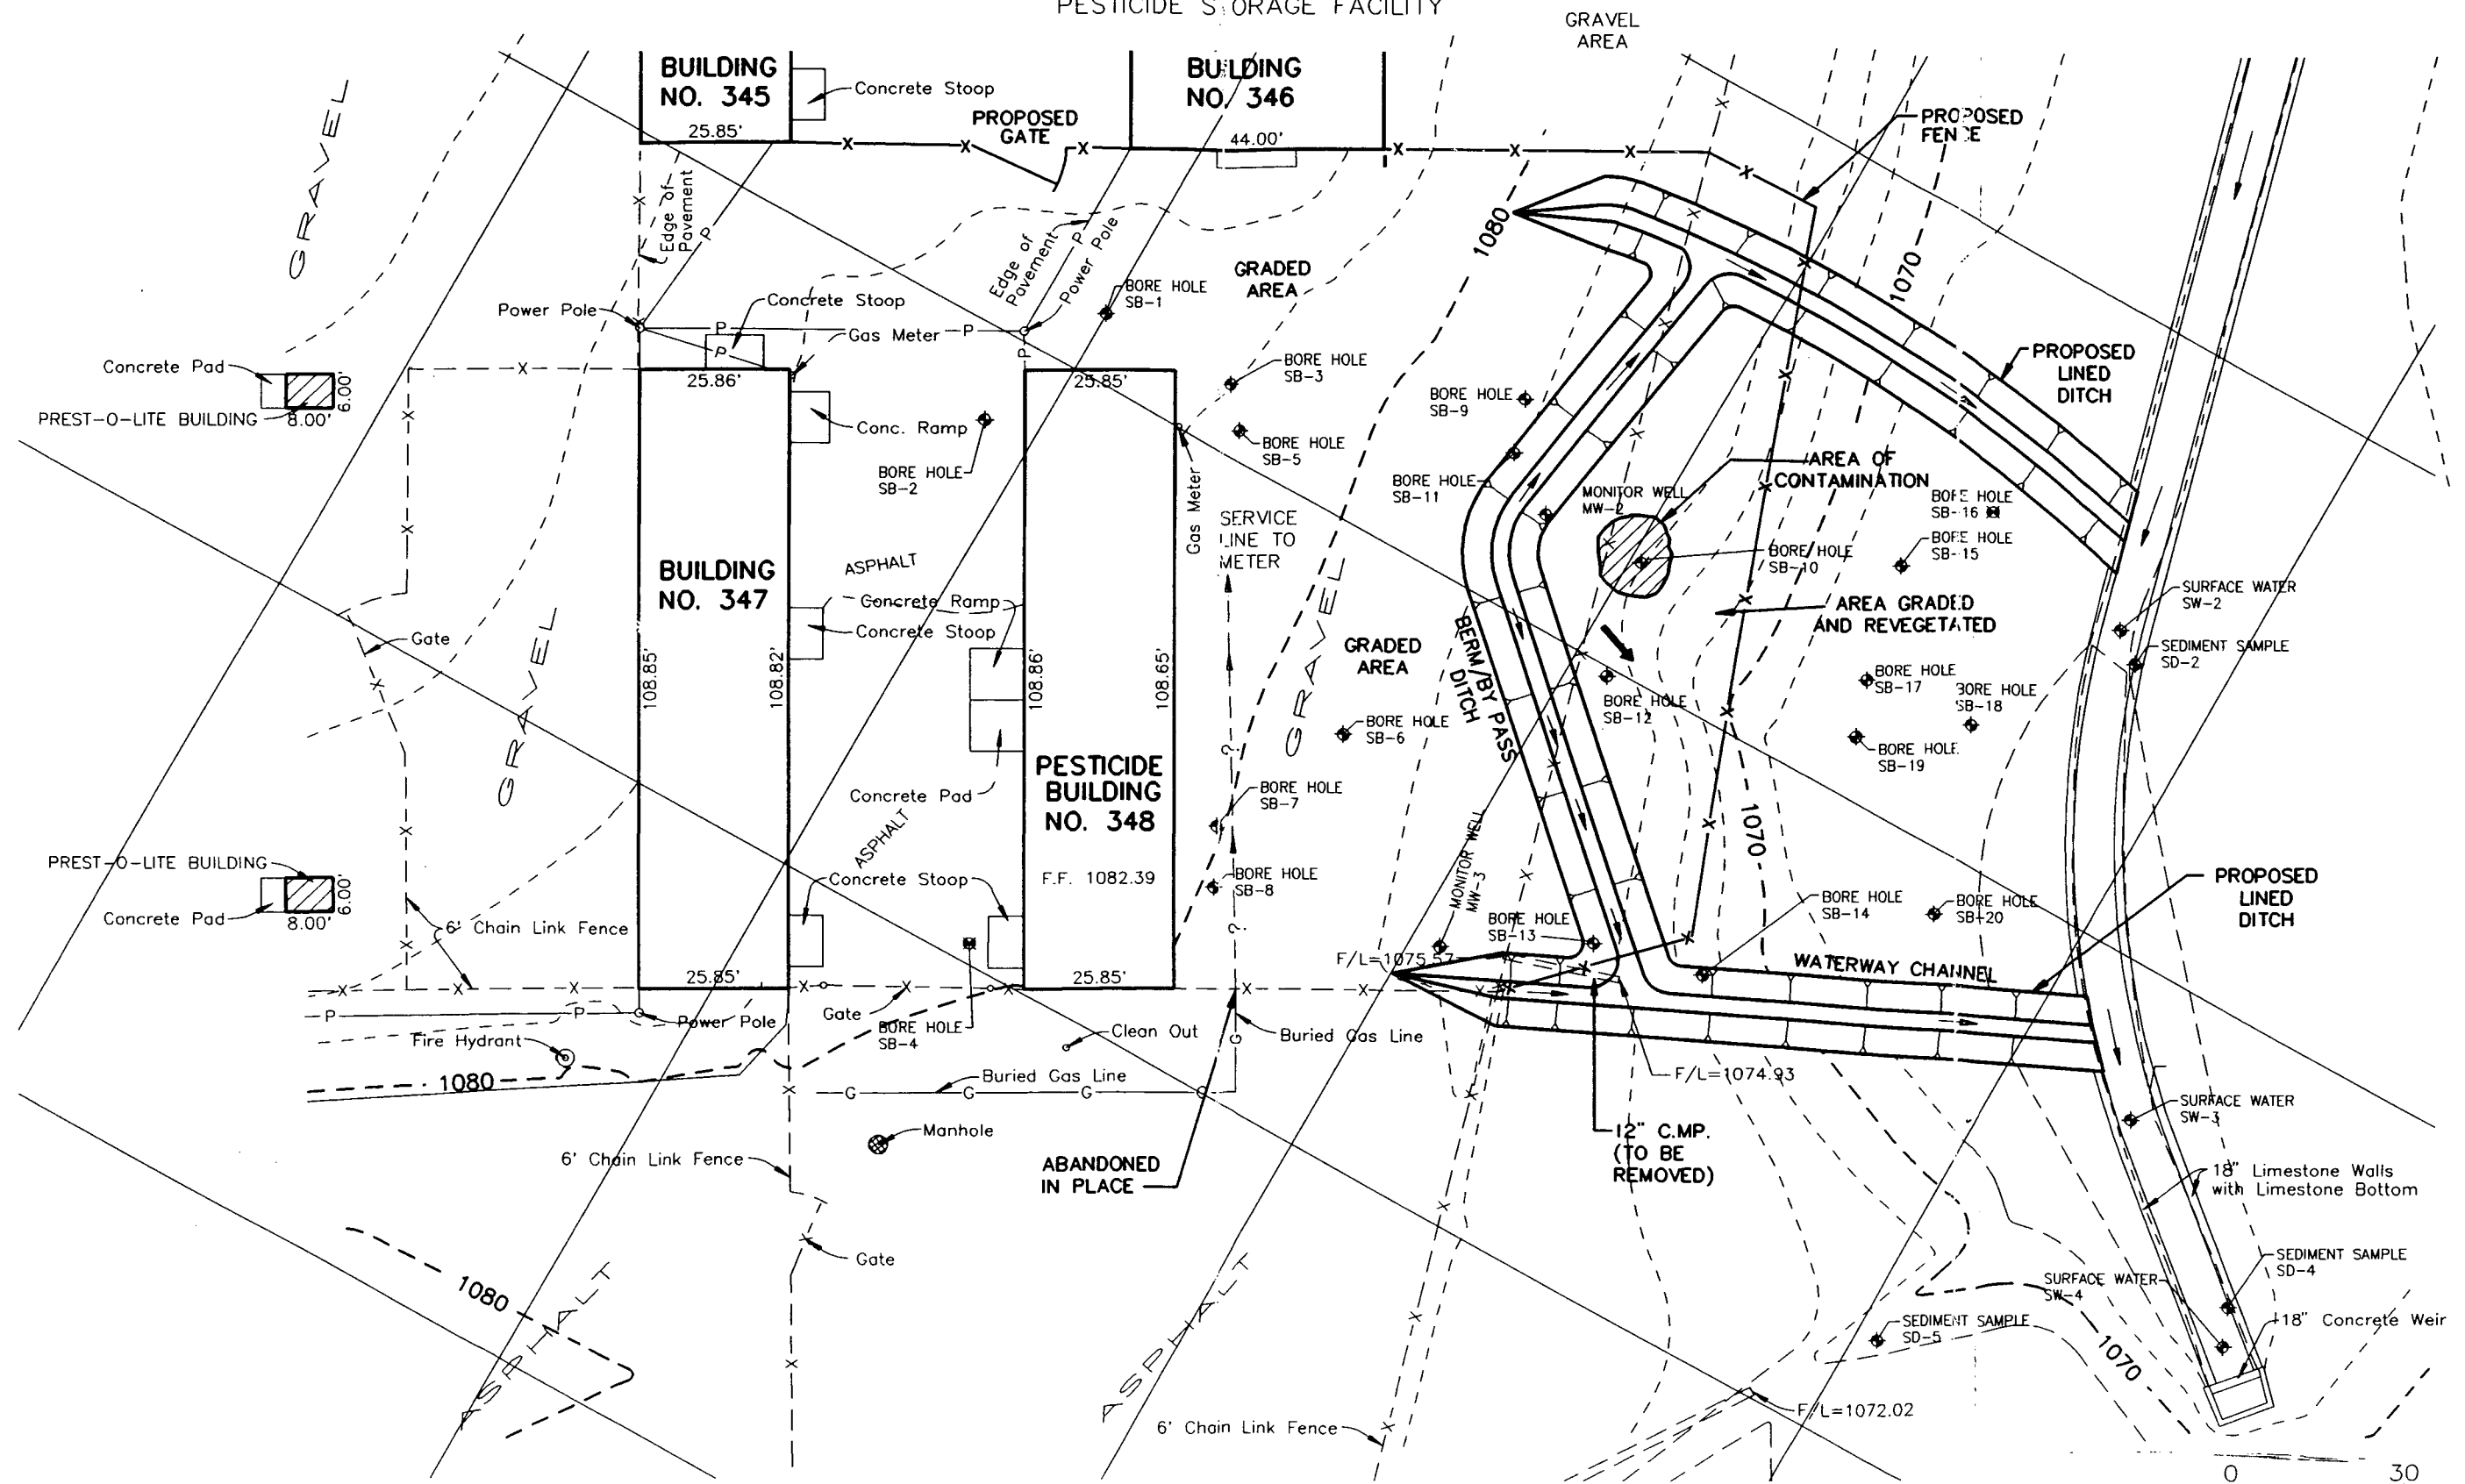 PESTICIDE STORAGE FACILITY
GRAVEL
AREA
BUILDING
NO. 345
25.85'
Concrete Stoop
PROPOSED
GATE
BUILDING
NO. 346
44.00'
PROPOSED
FENCE
GRAVEL
Edge of
Pavement
P
Edge of
Pavement
P
Power Pole
BORE HOLE
SB-1
GRADED
AREA
1080
1070
Power Pole
Concrete Stoop
P
P
P
P
Gas Meter
Concrete Pad
PREST-O-LITE BUILDING
8.00'
6.00'
25.86'
Conc. Ramp
BORE HOLE
SB-2
25.85'
BORE HOLE
SB-3
BORE HOLE
SB-5
Gas Meter
SERVICE
LINE TO
METER
BORE HOLE
SB-9
BORE HOLE
SB-11
MONITOR WELL
MW-2
PROPOSED
LINED
DITCH
AREA OF
CONTAMINATION
BORE HOLE
SB-16
BORE HOLE
SB-15
BORE HOLE
SB-10
AREA GRADED
AND REVEGETATED
SURFACE WATER
SW-2
SEDIMENT SAMPLE
SD-2
BUILDING
NO. 347
108.85'
108.82'
ASPHALT
Concrete Ramp
Concrete Stoop
Gate
GRAVEL
108.86'
108.65'
GRAVEL
GRADED
AREA
BERM/BY PASS
DITCH
BORE HOLE
SB-6
BORE HOLE
SB-12
BORE HOLE
SB-17
BORE HOLE
SB-18
BORE HOLE
SB-19
PESTICIDE
BUILDING
NO. 348
F.F. 1082.39
Concrete Pad
ASPHALT
BORE HOLE
SB-7
BORE HOLE
SB-8
?
?
?
1070
PREST-O-LITE BUILDING
Concrete Pad
8.00'
6.00'
6' Chain Link Fence
Concrete Stoop
MONITOR WELL
MW-3
BORE HOLE
SB-13
BORE HOLE
SB-14
BORE HOLE
SB-20
PROPOSED
LINED
DITCH
F/L=1075.57
WATERWAY CHANNEL
25.85'
25.85'
P
P
Power Pole
Gate
BORE HOLE
SB-4
Fire Hydrant
Clean Out
Buried Gas Line
G
1080
Buried Gas Line
G
G
G
F/L=1074.93
SURFACE WATER
SW-3
Manhole
6' Chain Link Fence
ABANDONED
IN PLACE
12" C.MP.
(TO BE
REMOVED)
18" Limestone Walls
with Limestone Bottom
Gate
1080
ASPHALT
ASPHALT
SEDIMENT SAMPLE
SD-4
SURFACE WATER
SW-4
18" Concrete Weir
SEDIMENT SAMPLE
SD-5
1070
F/L=1072.02
6' Chain Link Fence
0 30